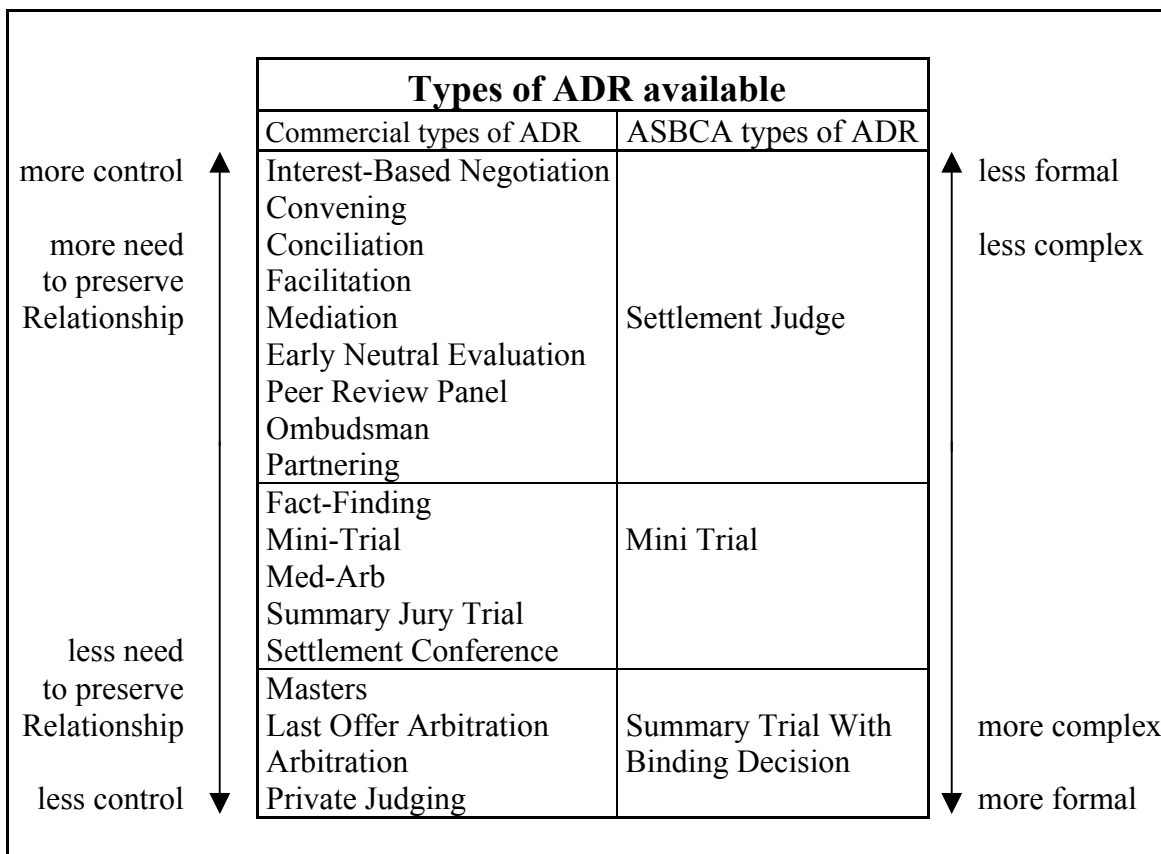 Types of ADR available
Commercial types of ADR
ASBCA types of ADR
more control
more need
to preserve
Relationship
less need
to preserve
Relationship
less control
Interest-Based Negotiation
Convening
Conciliation
Facilitation
Mediation
Early Neutral Evaluation
Peer Review Panel
Ombudsman
Partnering
Settlement Judge
Fact-Finding
Mini-Trial
Med-Arb
Summary Jury Trial
Settlement Conference
Mini Trial
Masters
Last Offer Arbitration
Arbitration
Private Judging
Summary Trial With
Binding Decision
less formal
less complex
more complex
more formal